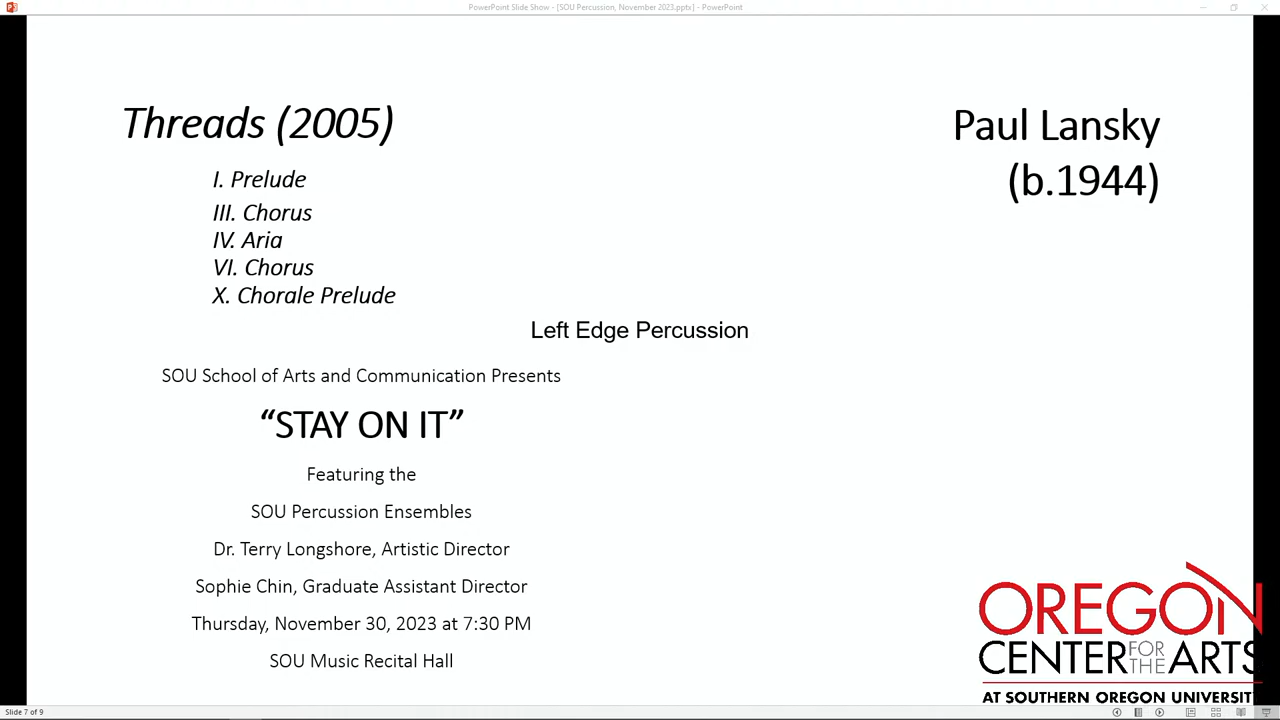 PowerPoint Slide Show - [SOU Percussion, November 2023.pptx] - PowerPoint
Threads (2005)
Paul Lansky
(b.1944)
I. Prelude
III. Chorus
IV. Aria
VI. Chorus
X. Chorale Prelude
Left Edge Percussion
SOU School of Arts and Communication Presents
“STAY ON IT”
Featuring the
SOU Percussion Ensembles
Dr. Terry Longshore, Artistic Director
Sophie Chin, Graduate Assistant Director
Thursday, November 30, 2023 at 7:30 PM
SOU Music Recital Hall
OREGON
CENTER FOR THE ARTS
AT SOUTHERN OREGON UNIVERSIT
Slide 7 of 9